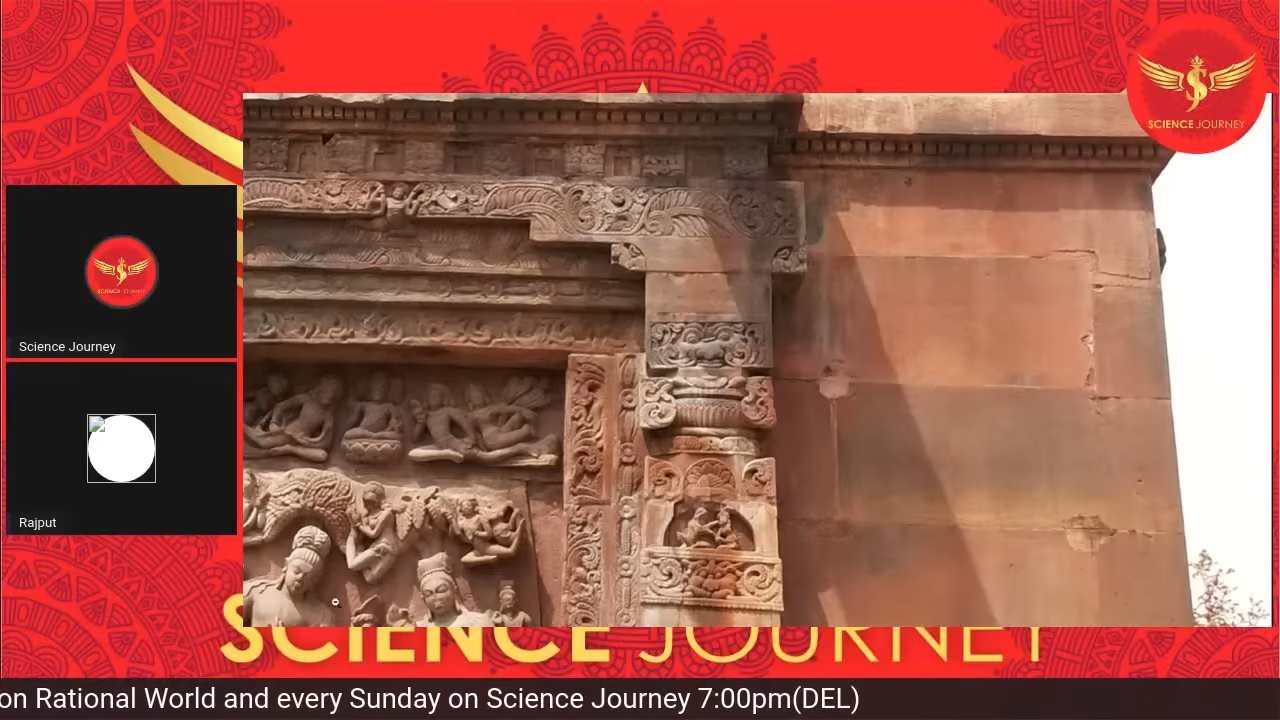 SCIENCE JOURNEY
Science Journey
Rajput
SCIENCE JOURNEY
on Rational World and every Sunday on Science Journey 7:00pm(DEL)